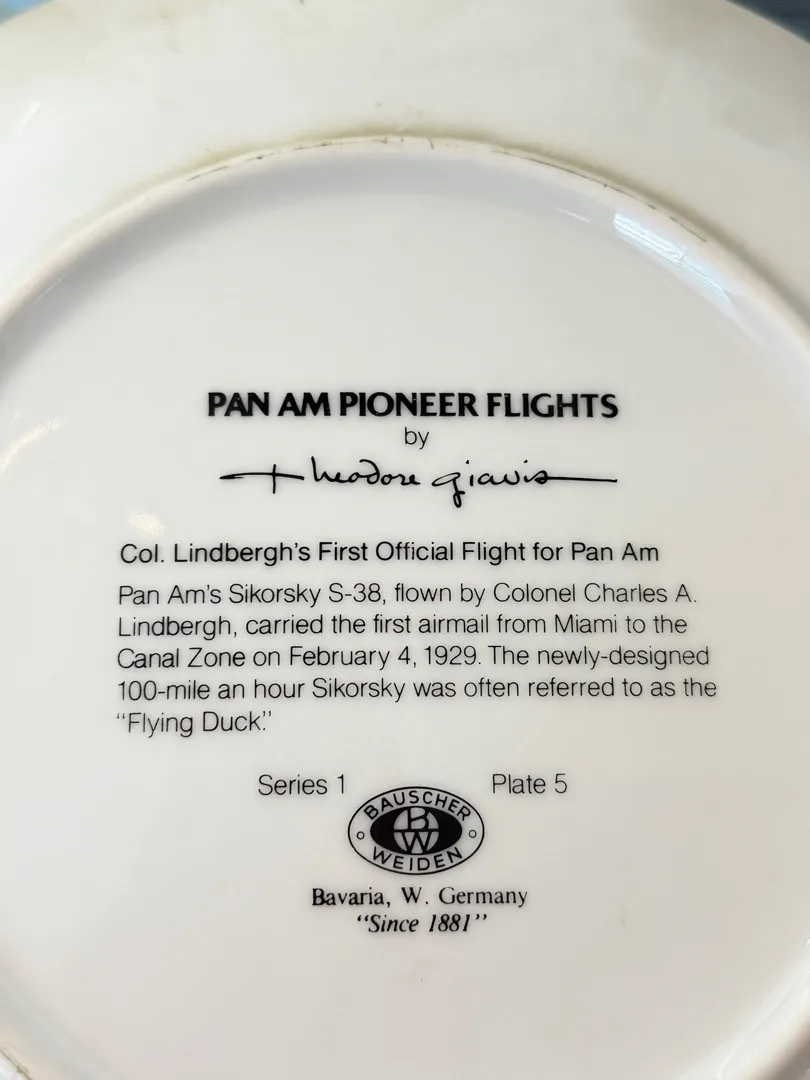 PAN AM PIONEER FLIGHTS
by
theodore giavis
Col. Lindbergh's First Official Flight for Pan Am
Pan Am's Sikorsky S-38, flown by Colonel Charles A.
Lindbergh, carried the first airmail from Miami to the
Canal Zone on February 4, 1929. The newly-designed
100-mile an hour Sikorsky was often referred to as the
“Flying Duck.”
Series 1 Plate 5
BAUSCHER
B
W
WEIDEN
Bavaria, W. Germany
“Since 1881”